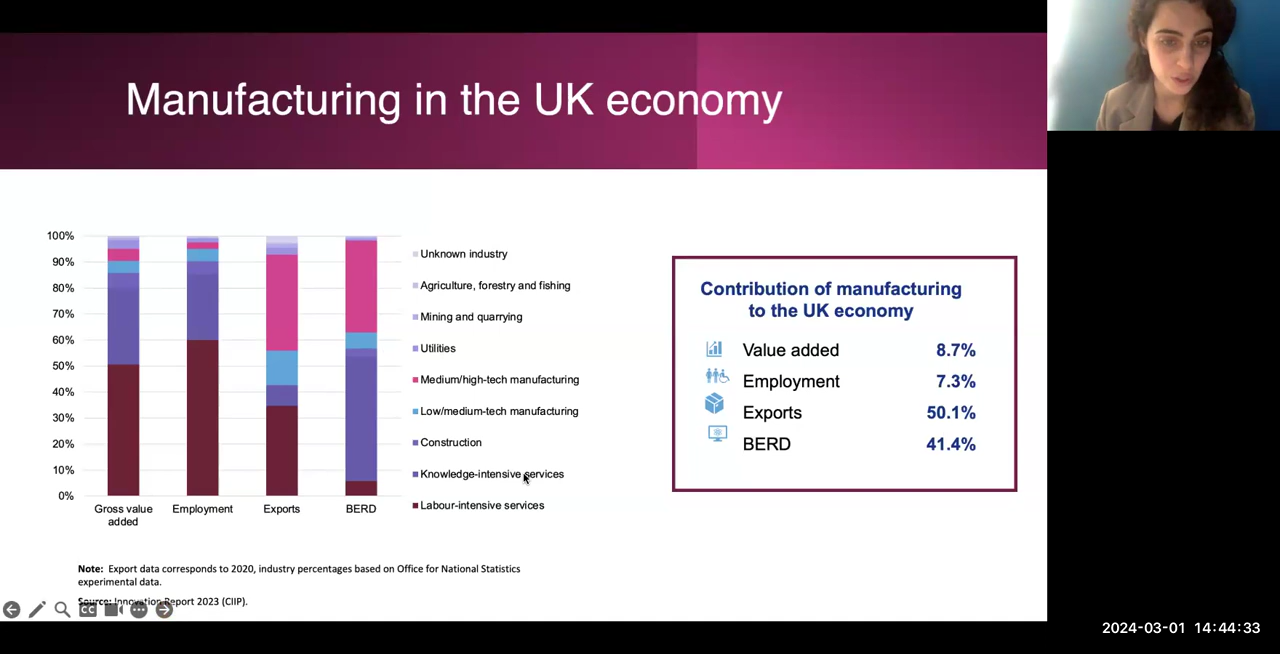 Manufacturing in the UK economy
100%
90%
80%
70%
60%
50%
40%
30%
20%
10%
0%
Gross value
added
Employment
Exports
BERD
Unknown industry
Agriculture, forestry and fishing
Mining and quarrying
Utilities
Medium/high-tech manufacturing
Low/medium-tech manufacturing
Construction
Knowledge-intensive services
Labour-intensive services
Contribution of manufacturing
to the UK economy
Value added 8.7%
Employment 7.3%
Exports 50.1%
BERD 41.4%
Note: Export data corresponds to 2020, industry percentages based on Office for National Statistics
experimental data.
Source: Innovation Report 2023 (CIIP).
CC
2024-03-01 14:44:33